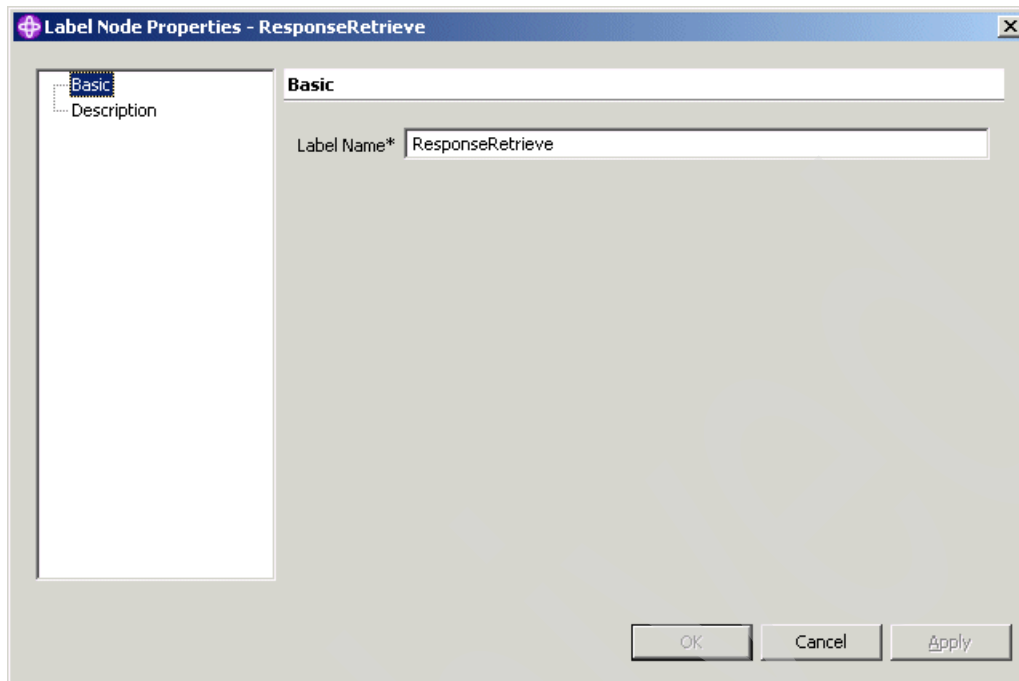 Label Node Properties - ResponseRetrieve
Basic
Description
Basic
Label Name* ResponseRetrieve
OK Cancel Apply